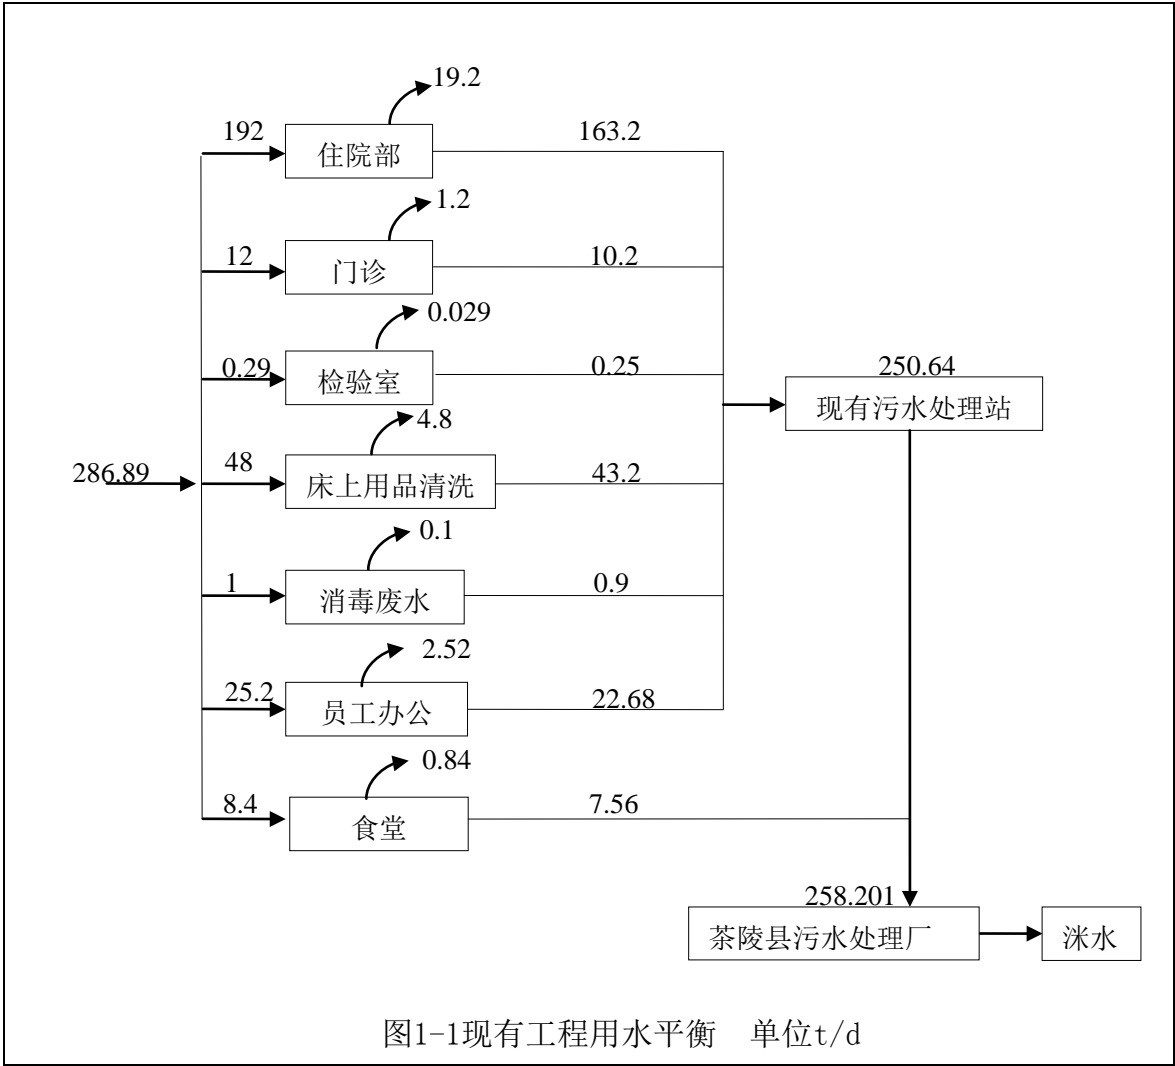 19.2
192
住院部
163.2
1.2
12
门诊
10.2
0.029
0.29
检验室
0.25
250.64
现有污水处理站
4.8
286.89
48
床上用品清洗
43.2
0.1
1
消毒废水
0.9
2.52
25.2
员工办公
22.68
0.84
8.4
食堂
7.56
258.201
茶陵县污水处理厂
洣水
图1-1现有工程用水平衡 单位t/d